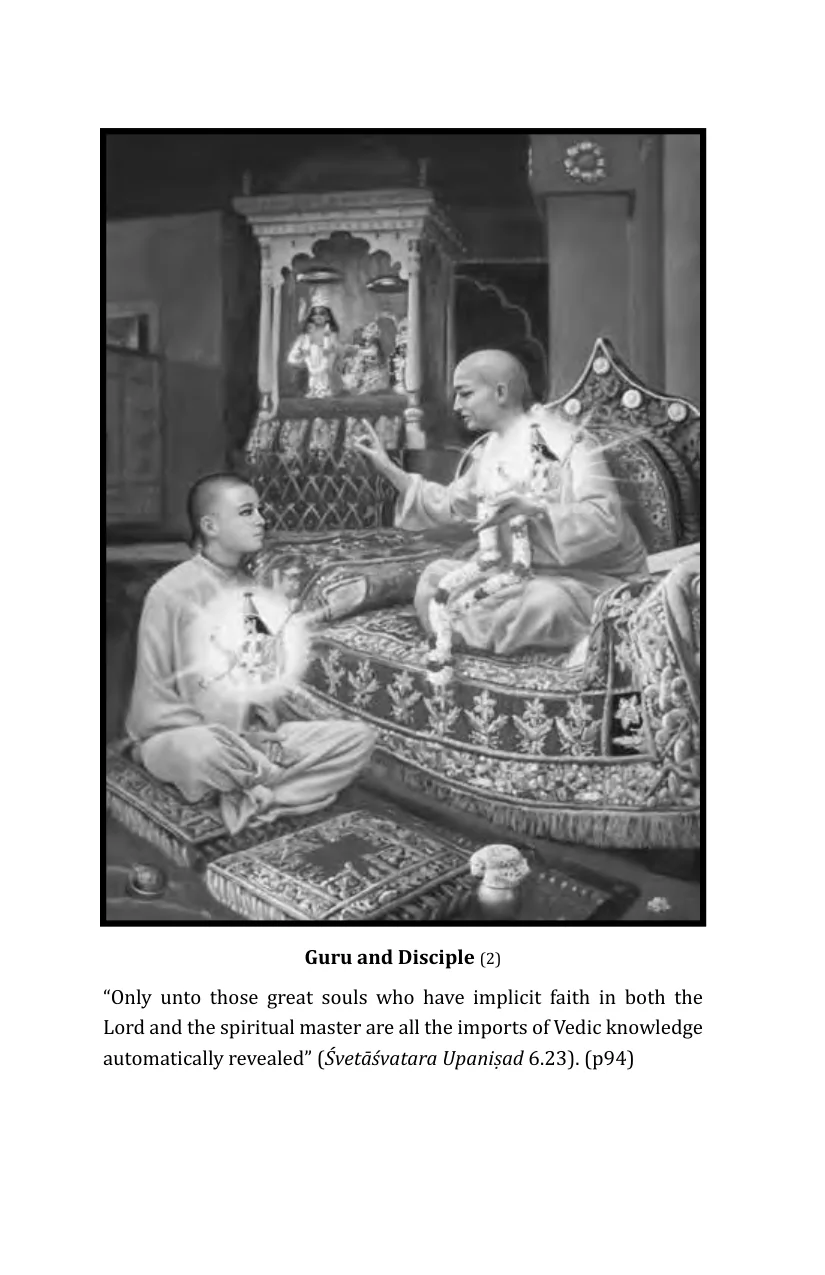 Guru and Disciple (2)
“Only unto those great souls who have implicit faith in both the
Lord and the spiritual master are all the imports of Vedic knowledge
automatically revealed” (Śvetāśvatara Upaniṣad 6.23). (p94)